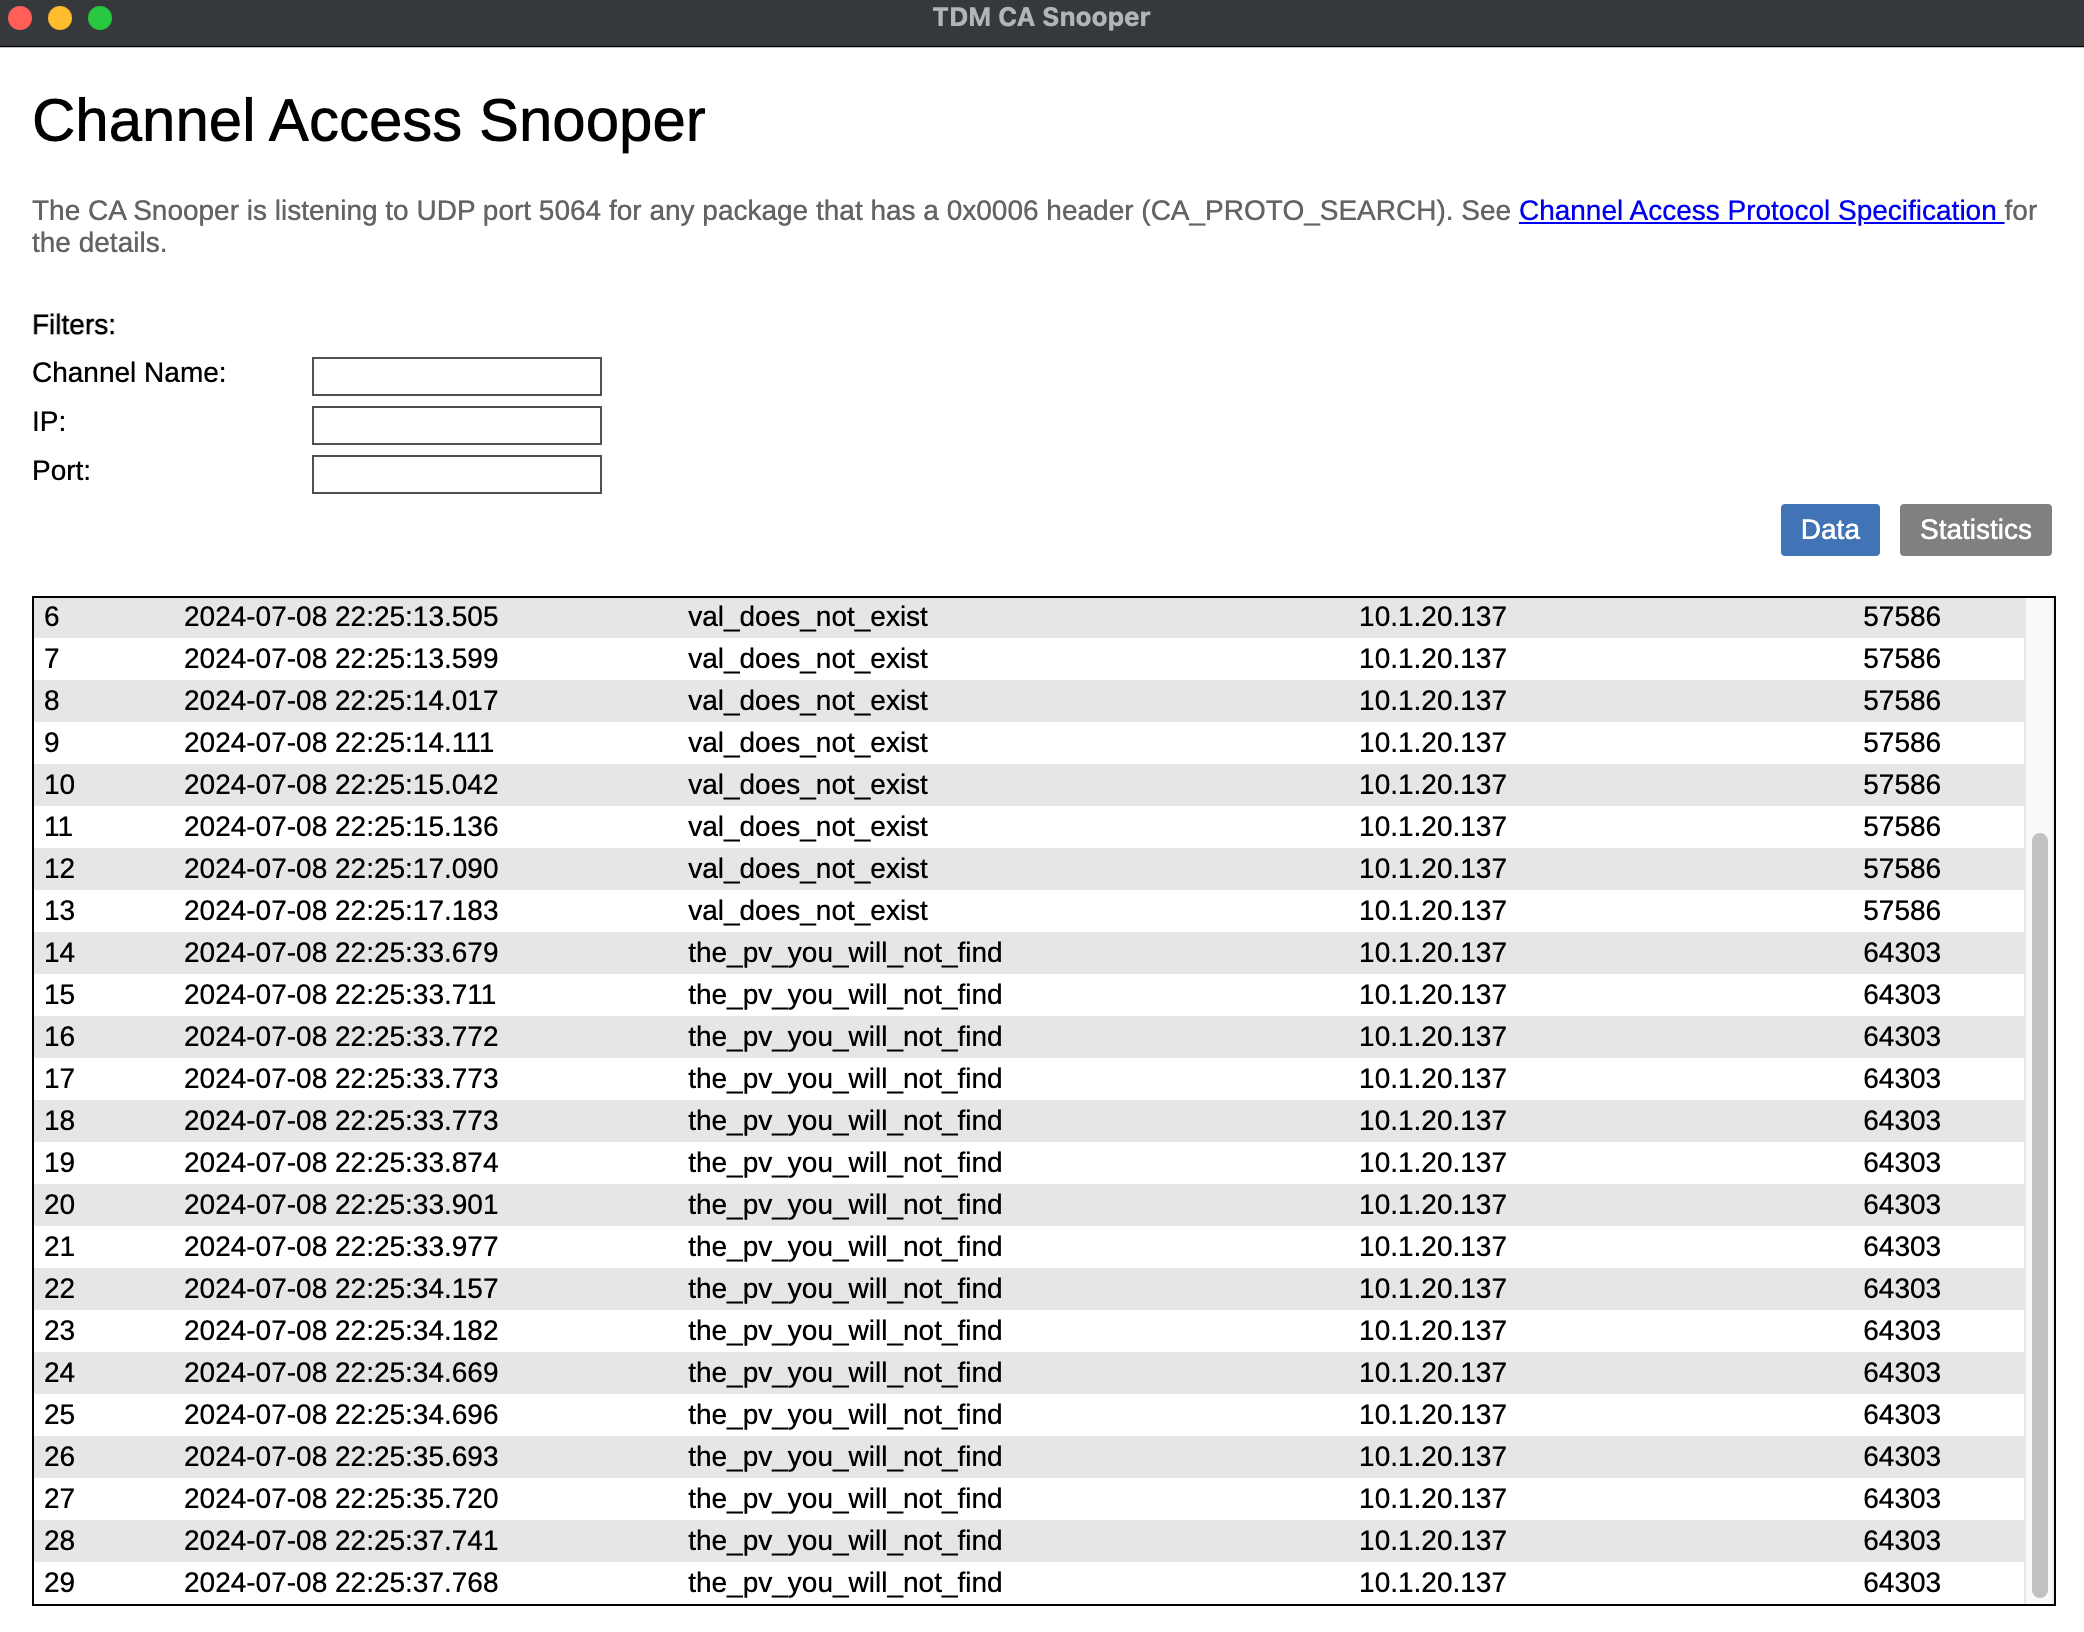 TDM CA Snooper
Channel Access Snooper
The CA Snooper is listening to UDP port 5064 for any package that has a 0x0006 header (CA_PROTO_SEARCH). See Channel Access Protocol Specification for
the details.
Filters:
Channel Name:
IP:
Port:
Data Statistics
6 2024-07-08 22:25:13.505 val_does_not_exist 10.1.20.137 57586
7 2024-07-08 22:25:13.599 val_does_not_exist 10.1.20.137 57586
8 2024-07-08 22:25:14.017 val_does_not_exist 10.1.20.137 57586
9 2024-07-08 22:25:14.111 val_does_not_exist 10.1.20.137 57586
10 2024-07-08 22:25:15.042 val_does_not_exist 10.1.20.137 57586
11 2024-07-08 22:25:15.136 val_does_not_exist 10.1.20.137 57586
12 2024-07-08 22:25:17.090 val_does_not_exist 10.1.20.137 57586
13 2024-07-08 22:25:17.183 val_does_not_exist 10.1.20.137 57586
14 2024-07-08 22:25:33.679 the_pv_you_will_not_find 10.1.20.137 64303
15 2024-07-08 22:25:33.711 the_pv_you_will_not_find 10.1.20.137 64303
16 2024-07-08 22:25:33.772 the_pv_you_will_not_find 10.1.20.137 64303
17 2024-07-08 22:25:33.773 the_pv_you_will_not_find 10.1.20.137 64303
18 2024-07-08 22:25:33.773 the_pv_you_will_not_find 10.1.20.137 64303
19 2024-07-08 22:25:33.874 the_pv_you_will_not_find 10.1.20.137 64303
20 2024-07-08 22:25:33.901 the_pv_you_will_not_find 10.1.20.137 64303
21 2024-07-08 22:25:33.977 the_pv_you_will_not_find 10.1.20.137 64303
22 2024-07-08 22:25:34.157 the_pv_you_will_not_find 10.1.20.137 64303
23 2024-07-08 22:25:34.182 the_pv_you_will_not_find 10.1.20.137 64303
24 2024-07-08 22:25:34.669 the_pv_you_will_not_find 10.1.20.137 64303
25 2024-07-08 22:25:34.696 the_pv_you_will_not_find 10.1.20.137 64303
26 2024-07-08 22:25:35.693 the_pv_you_will_not_find 10.1.20.137 64303
27 2024-07-08 22:25:35.720 the_pv_you_will_not_find 10.1.20.137 64303
28 2024-07-08 22:25:37.741 the_pv_you_will_not_find 10.1.20.137 64303
29 2024-07-08 22:25:37.768 the_pv_you_will_not_find 10.1.20.137 64303